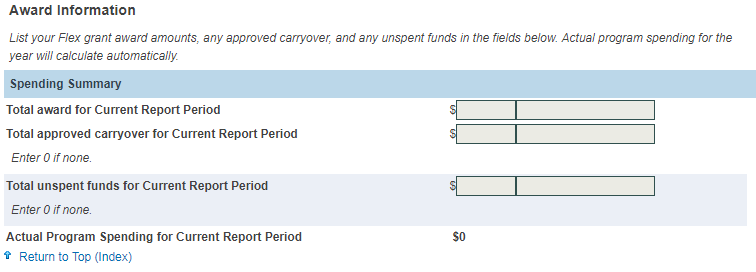 Award Information
List your Flex grant award amounts, any approved carryover, and any unspent funds in the fields below. Actual program spending for the
year will calculate automatically.
Spending Summary
Total award for Current Report Period $
Total approved carryover for Current Report Period $
Enter 0 if none.
Total unspent funds for Current Report Period $
Enter 0 if none.
Actual Program Spending for Current Report Period $0
Return to Top (Index)